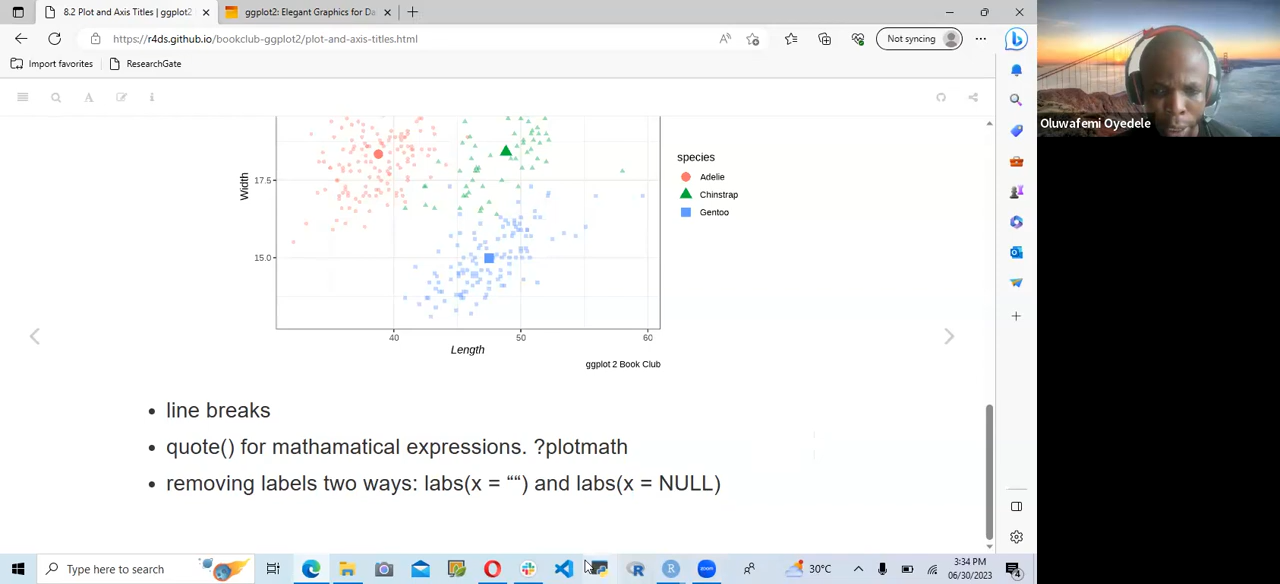 8.2 Plot and Axis Titles | ggplot2
ggplot2: Elegant Graphics for Da
https://r4ds.github.io/bookclub-ggplot2/plot-and-axis-titles.html
Not syncing
Import favorites
ResearchGate
Oluwafemi Oyedele
Width
17.5
15.0
40
50
60
Length
ggplot 2 Book Club
species
Adelie
Chinstrap
Gentoo
• line breaks
• quote() for mathamatical expressions. ?plotmath
• removing labels two ways: labs(x = ““) and labs(x = NULL)
Type here to search
zoom
30°C
3:34 PM
06/30/2023
4